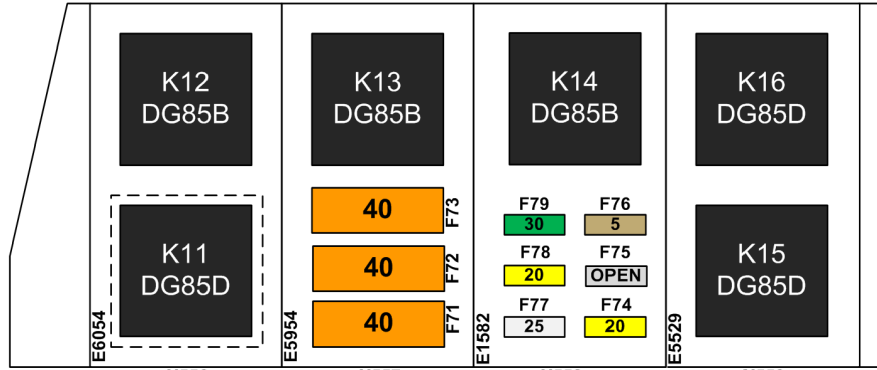 K12
DG85B
K13
DG85B
K14
DG85B
K16
DG85D
K11
DG85D
E6054
40
F73
40
F72
40
F71
E5954
F79
30
F76
5
F78
20
F75
OPEN
F77
25
F74
20
E1582
K15
DG85D
E5529